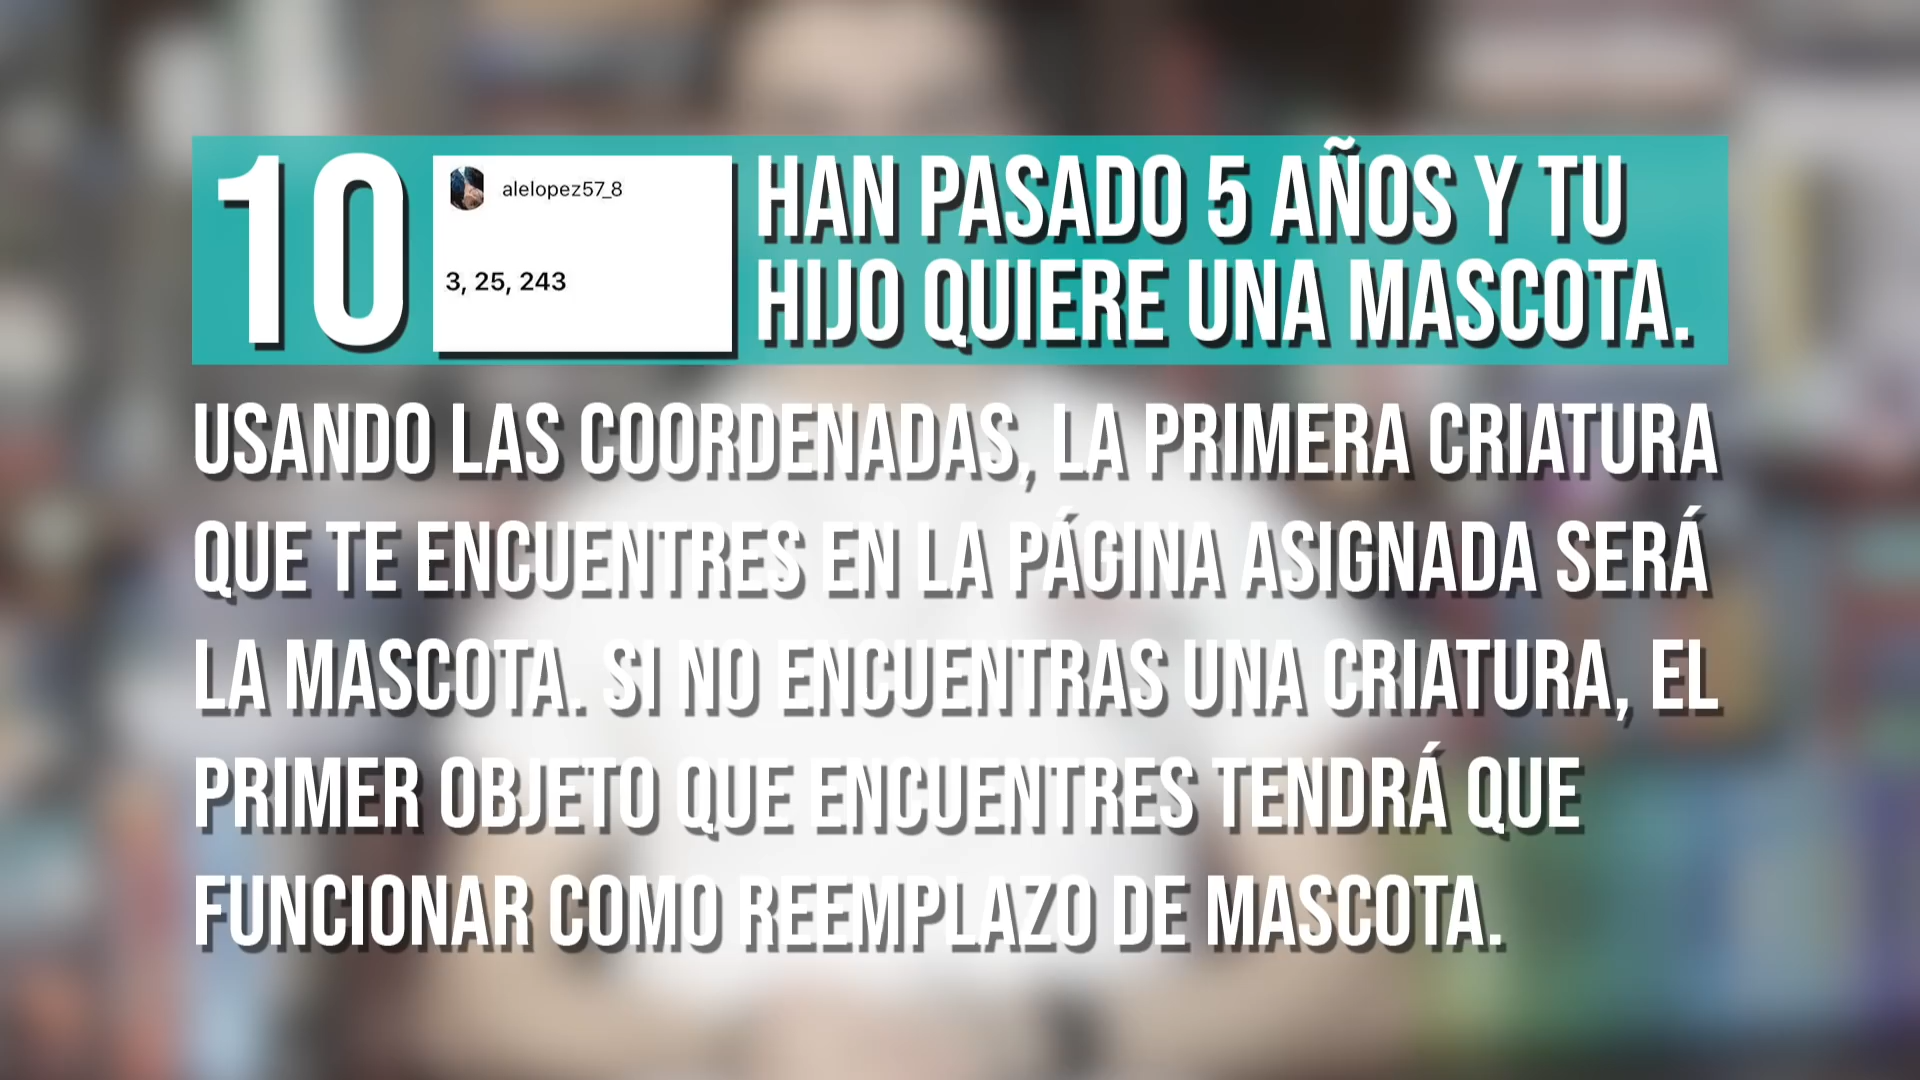 10
alelopez57_8
3, 25, 243
HAN PASADO 5 AÑOS Y TU
HIJO QUIERE UNA MASCOTA.
USANDO LAS COORDENADAS, LA PRIMERA CRIATURA
QUE TE ENCUENTRES EN LA PÁGINA ASIGNADA SERÁ
LA MASCOTA. SI NO ENCUENTRAS UNA CRIATURA, EL
PRIMER OBJETO QUE ENCUENTRES TENDRÁ QUE
FUNCIONAR COMO REEMPLAZO DE MASCOTA.